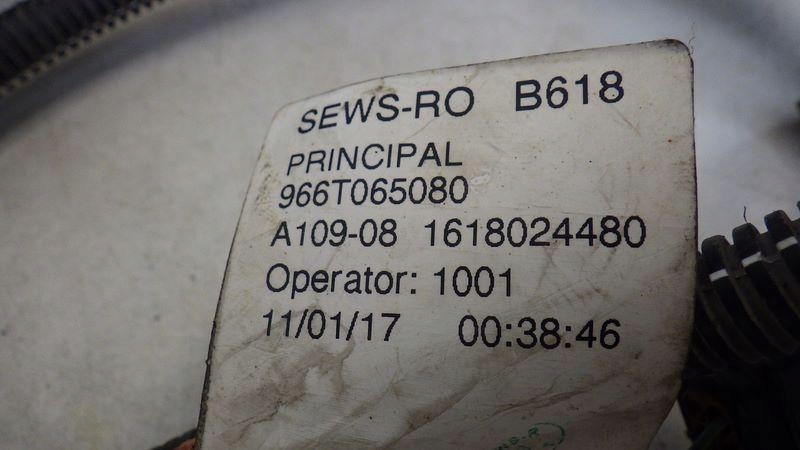 SEWS-RO B618
PRINCIPAL
966T065080
A109-08 1618024480
Operator: 1001
11/01/17 00:38:46